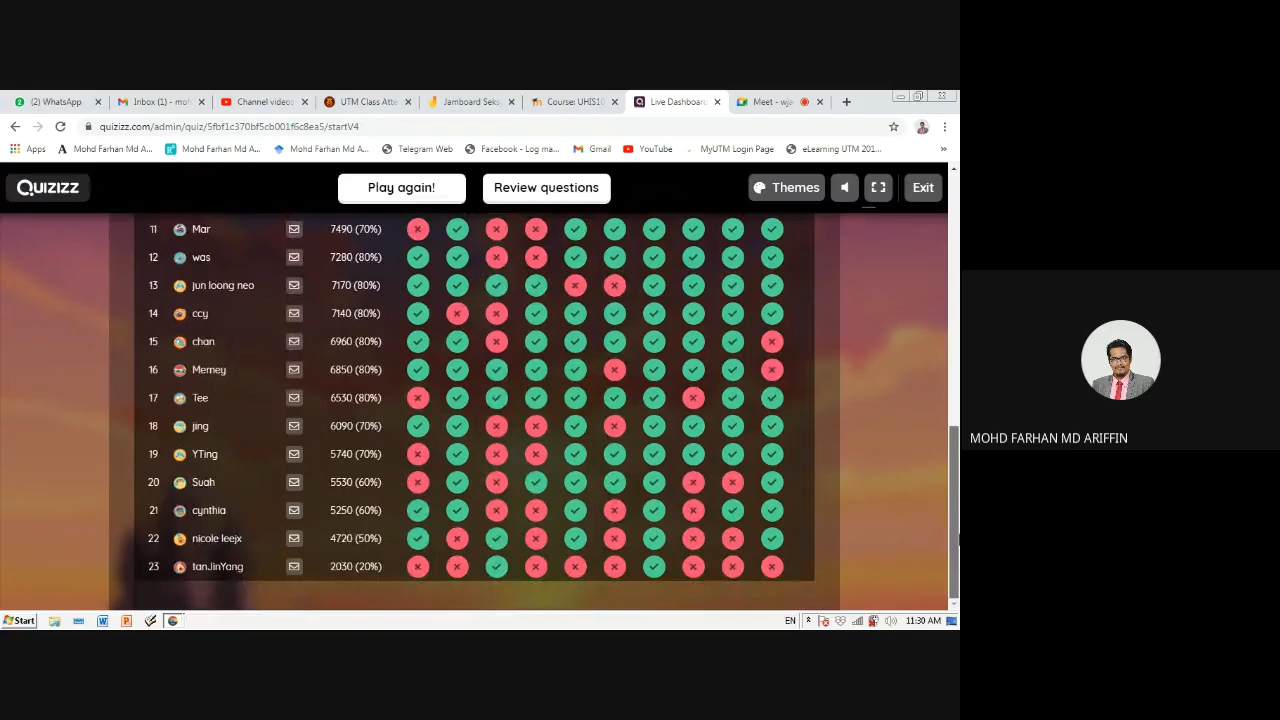 (2) WhatsApp
Inbox (1) - moh
Channel videos
UTM Class Atte
Jamboard Seks
Course: UHIS10
Live Dashboard
Meet - wja
quizizz.com/admin/quiz/5fbf1c370bf5cb001f6c8ea5/startV4
Apps
Mohd Farhan Md A...
Mohd Farhan Md A...
Mohd Farhan Md A...
Telegram Web
Facebook - Log ma...
Gmail
YouTube
MyUTM Login Page
eLearning UTM 201...
»
Quizizz
Play again!
Review questions
Themes
Exit
11 Mar 7490 (70%)
12 was 7280 (80%)
13 jun loong neo 7170 (80%)
14 ccy 7140 (80%)
15 chan 6960 (80%)
16 Memey 6850 (80%)
17 Tee 6530 (80%)
18 jing 6090 (70%)
19 YTing 5740 (70%)
20 Suah 5530 (60%)
21 cynthia 5250 (60%)
22 nicole leejx 4720 (50%)
23 tanJinYang 2030 (20%)
MOHD FARHAN MD ARIFFIN
Start
EN
11:30 AM